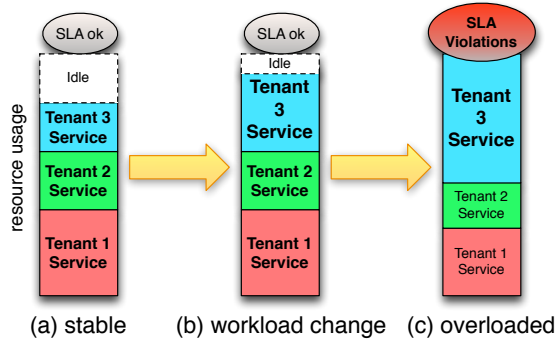 SLA ok
Idle
Tenant 3
Service
Tenant 2
Service
Tenant 1
Service
resource usage
(a) stable
SLA ok
Idle
Tenant
3
Service
Tenant 2
Service
Tenant 1
Service
(b) workload change
SLA
Violations
Tenant
3
Service
Tenant 2
Service
Tenant 1
Service
(c) overloaded